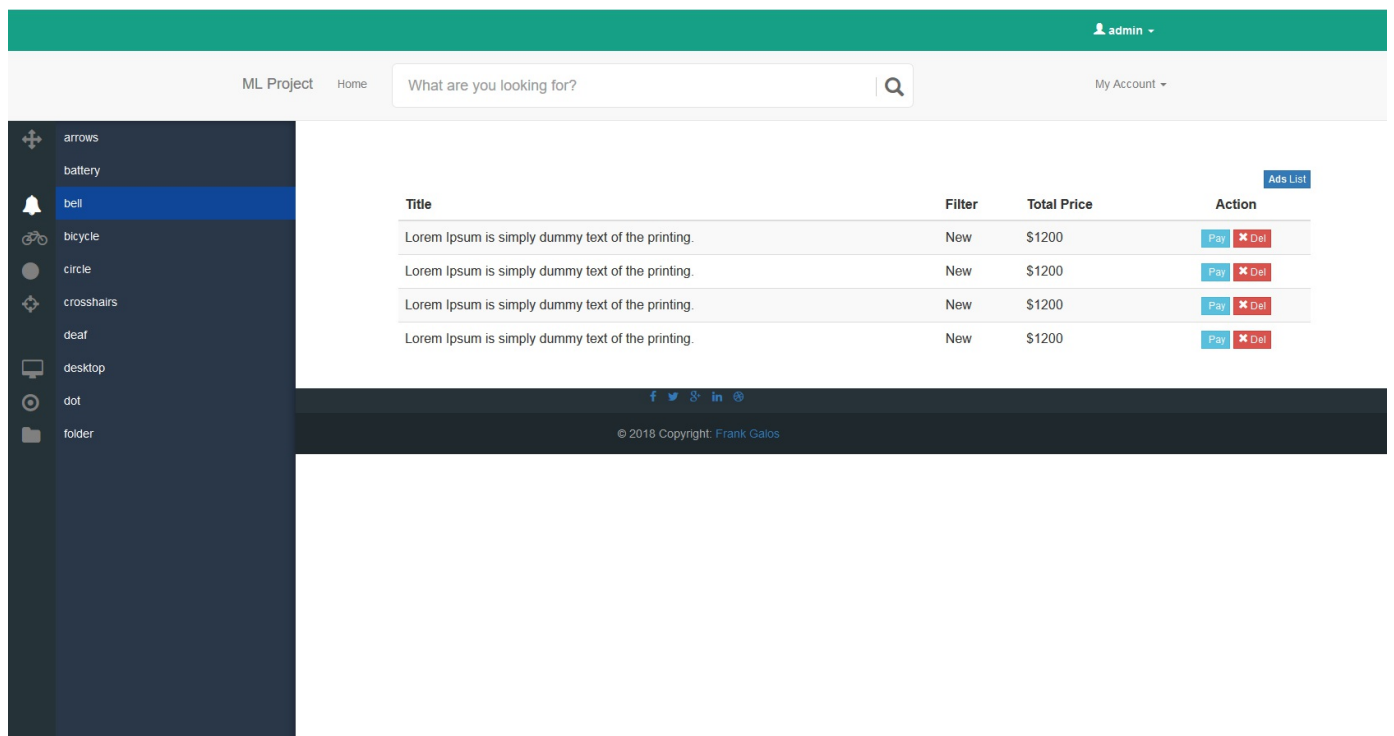 admin
ML Project Home What are you looking for? My Account
arrows
battery
bell
bicycle
circle
crosshairs
deaf
desktop
dot
folder
Ads List
Title Filter Total Price Action
Lorem Ipsum is simply dummy text of the printing. New $1200 Pay Del
Lorem Ipsum is simply dummy text of the printing. New $1200 Pay Del
Lorem Ipsum is simply dummy text of the printing. New $1200 Pay Del
Lorem Ipsum is simply dummy text of the printing. New $1200 Pay Del
© 2018 Copyright: Frank Galos